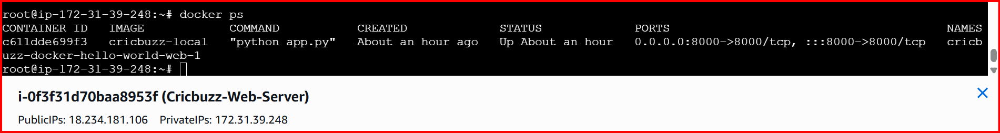 root@ip-172-31-39-248:~# docker ps
CONTAINER ID   IMAGE            COMMAND           CREATED             STATUS             PORTS                                       NAMES
c611dde699f3   cricbuzz-local   "python app.py"   About an hour ago   Up About an hour   0.0.0.0:8000->8000/tcp, :::8000->8000/tcp   cricb
uzz-docker-hello-world-web-1
root@ip-172-31-39-248:~#
i-0f3f31d70baa8953f (Cricbuzz-Web-Server)
PublicIPs: 18.234.181.106   PrivateIPs: 172.31.39.248